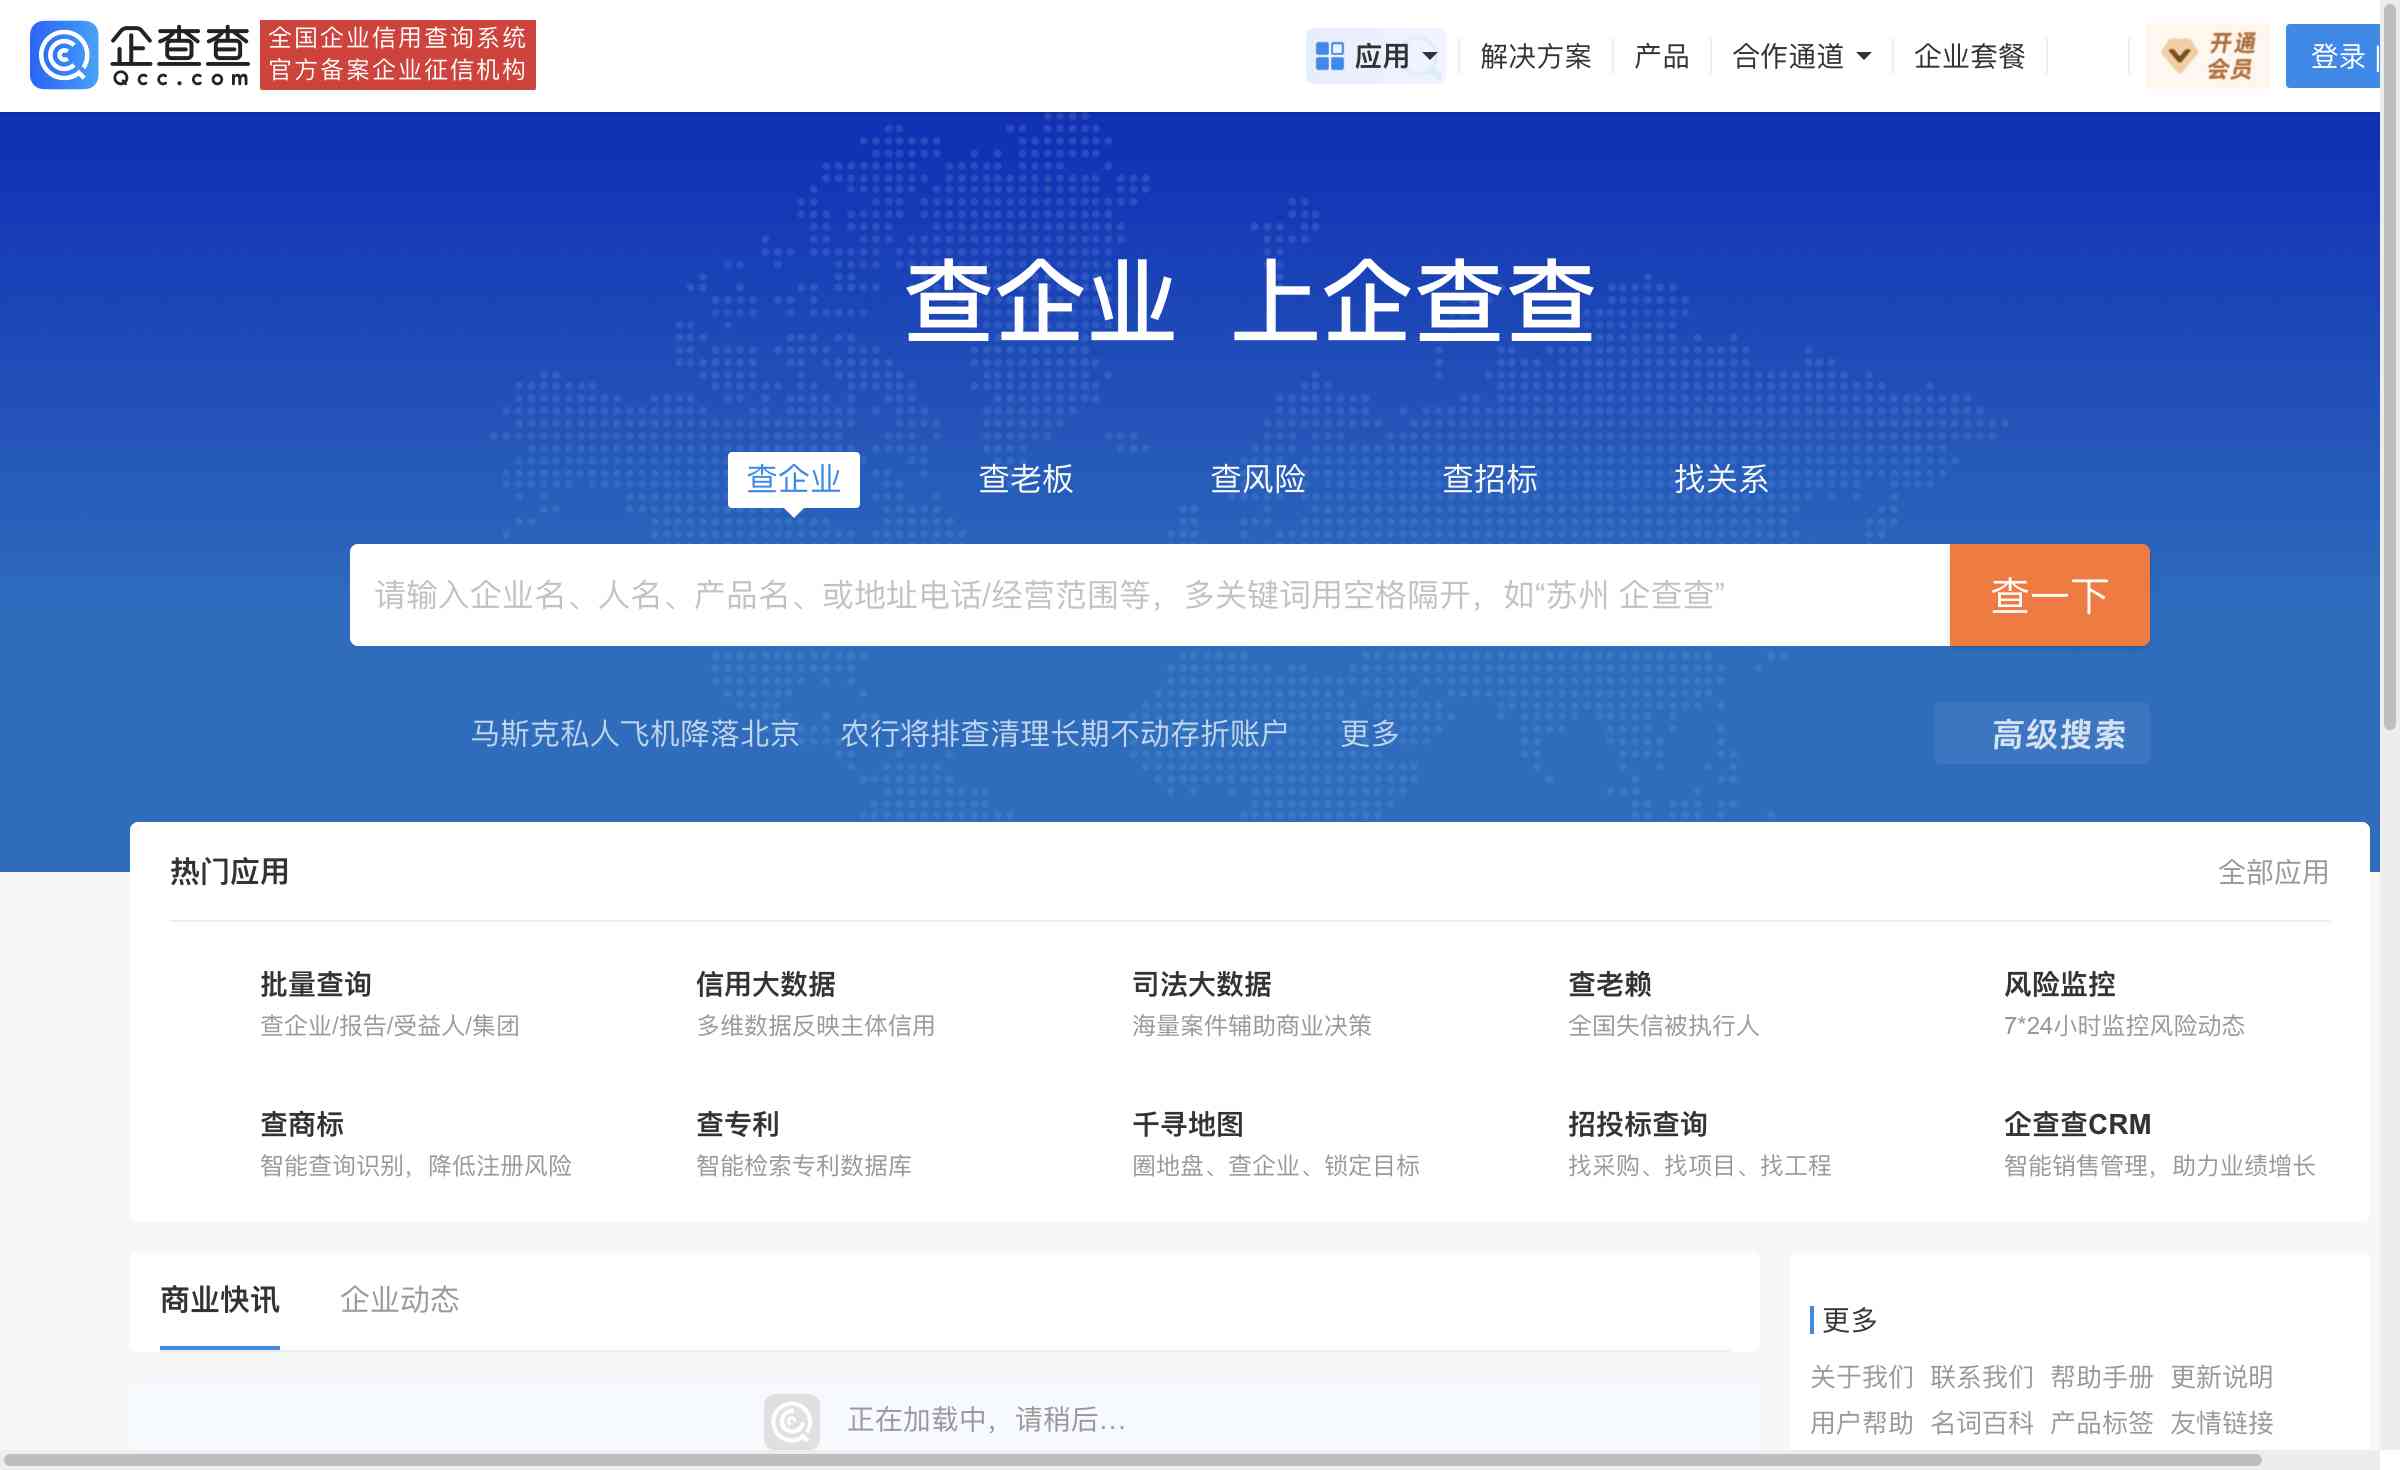 企查查
Qcc.com
全国企业信用查询系统
官方备案企业征信机构
应用
解决方案
产品
合作通道
企业套餐
开通
会员
登录
查企业 上企查查
查企业
查老板
查风险
查招标
找关系
请输入企业名、人名、产品名、或地址电话/经营范围等，多关键词用空格隔开，如“苏州 企查查”
查一下
马斯克私人飞机降落北京
农行将排查清理长期不动存折账户
更多
高级搜索
热门应用
全部应用
批量查询
查企业/报告/受益人/集团
信用大数据
多维数据反映主体信用
司法大数据
海量案件辅助商业决策
查老赖
全国失信被执行人
风险监控
7*24小时监控风险动态
查商标
智能查询识别，降低注册风险
查专利
智能检索专利数据库
千寻地图
圈地盘、查企业、锁定目标
招投标查询
找采购、找项目、找工程
企查查CRM
智能销售管理，助力业绩增长
商业快讯
企业动态
正在加载中，请稍后...
更多
关于我们 联系我们 帮助手册 更新说明
用户帮助 名词百科 产品标签 友情链接